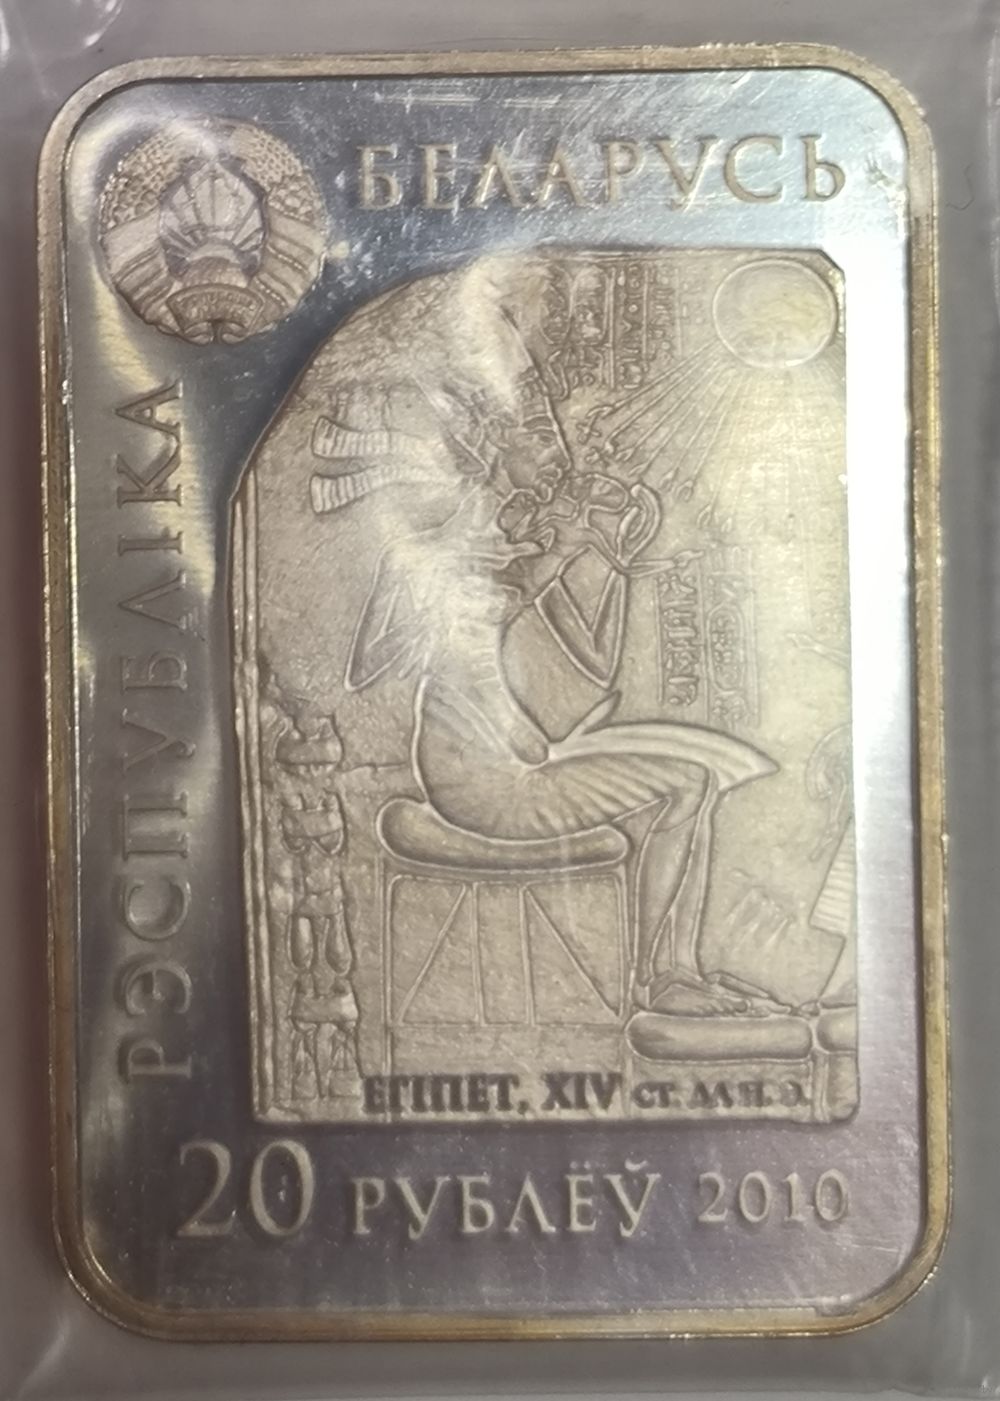 БЕЛАРУСЬ
РЭСПУБЛІКА
ЕГІПЕТ, XIV СТ. ДА Н. Э.
20 РУБЛЁЎ 2010